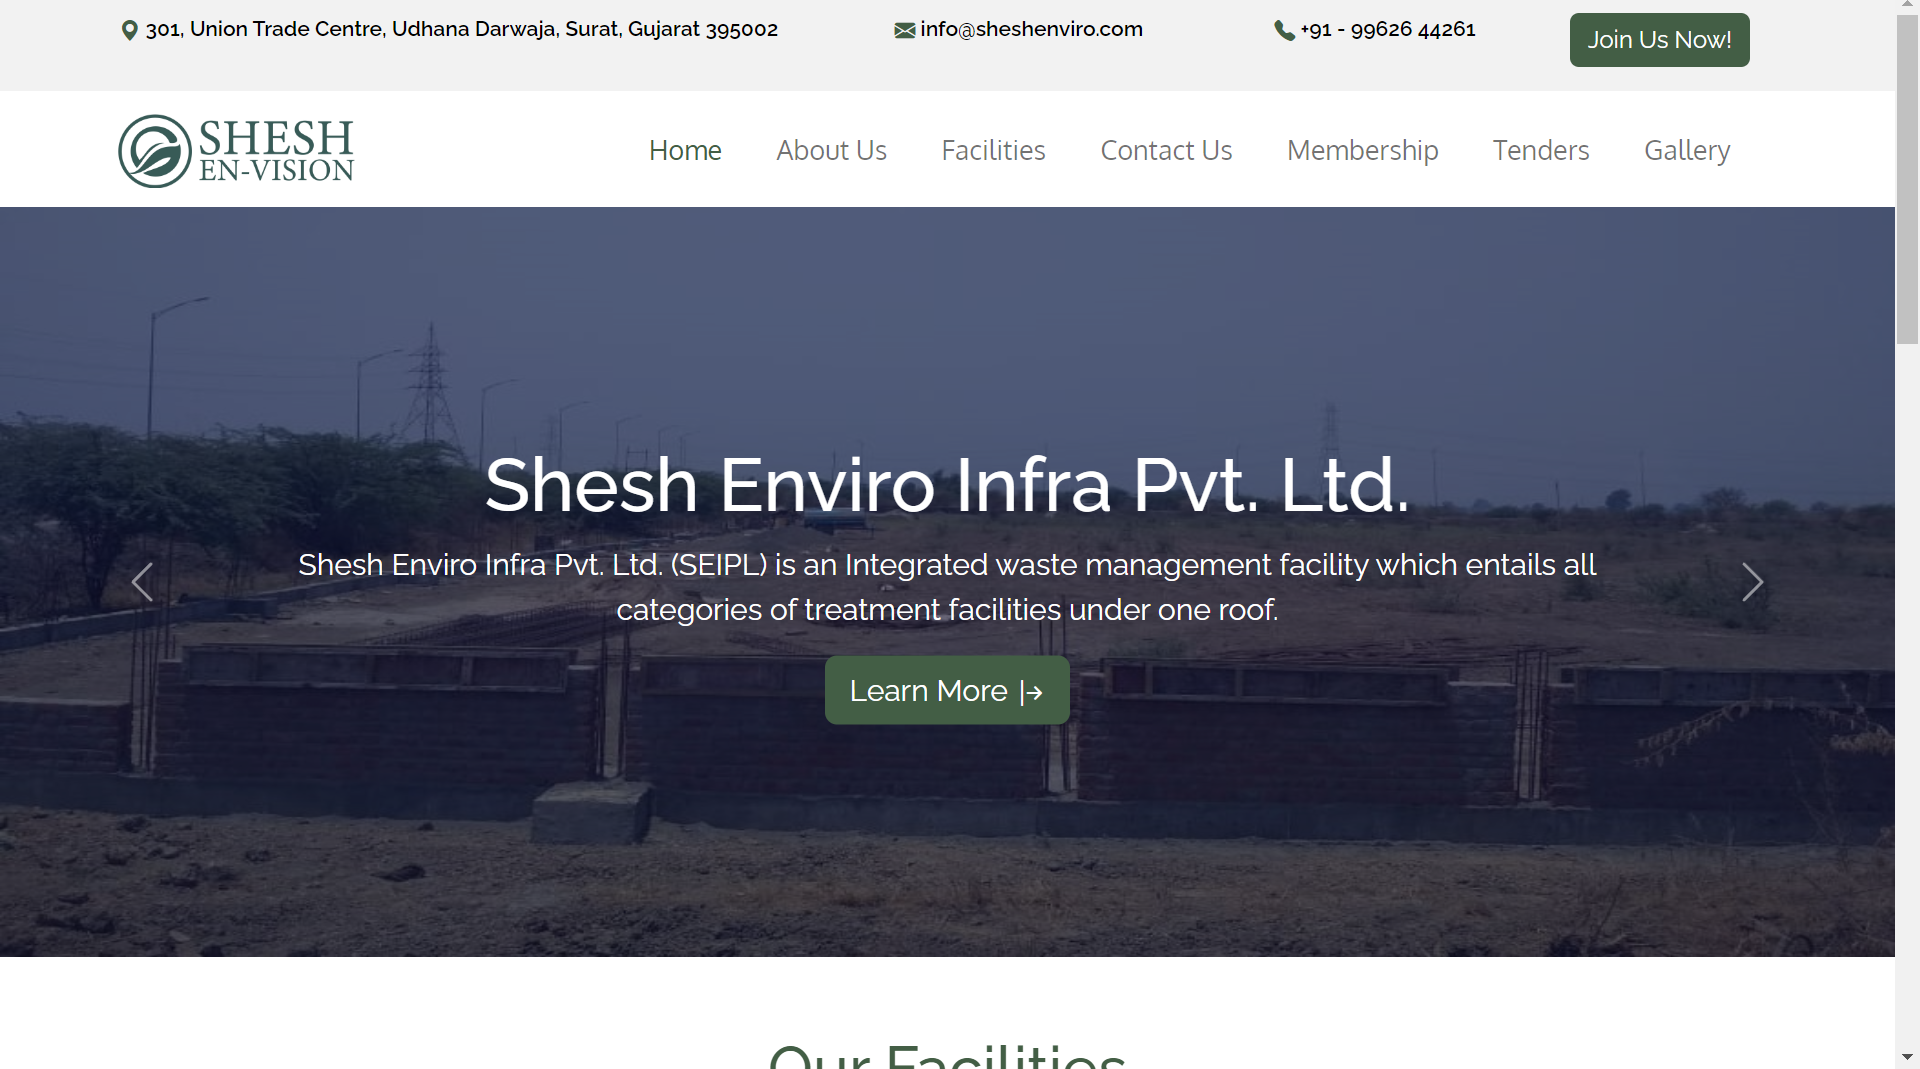 301, Union Trade Centre, Udhana Darwaja, Surat, Gujarat 395002
info@sheshenviro.com
+91 - 99626 44261
Join Us Now!
SHESH
EN-VISION
Home
About Us
Facilities
Contact Us
Membership
Tenders
Gallery
Shesh Enviro Infra Pvt. Ltd.
Shesh Enviro Infra Pvt. Ltd. (SEIPL) is an Integrated waste management facility which entails all
categories of treatment facilities under one roof.
Learn More |→
Our Facilities